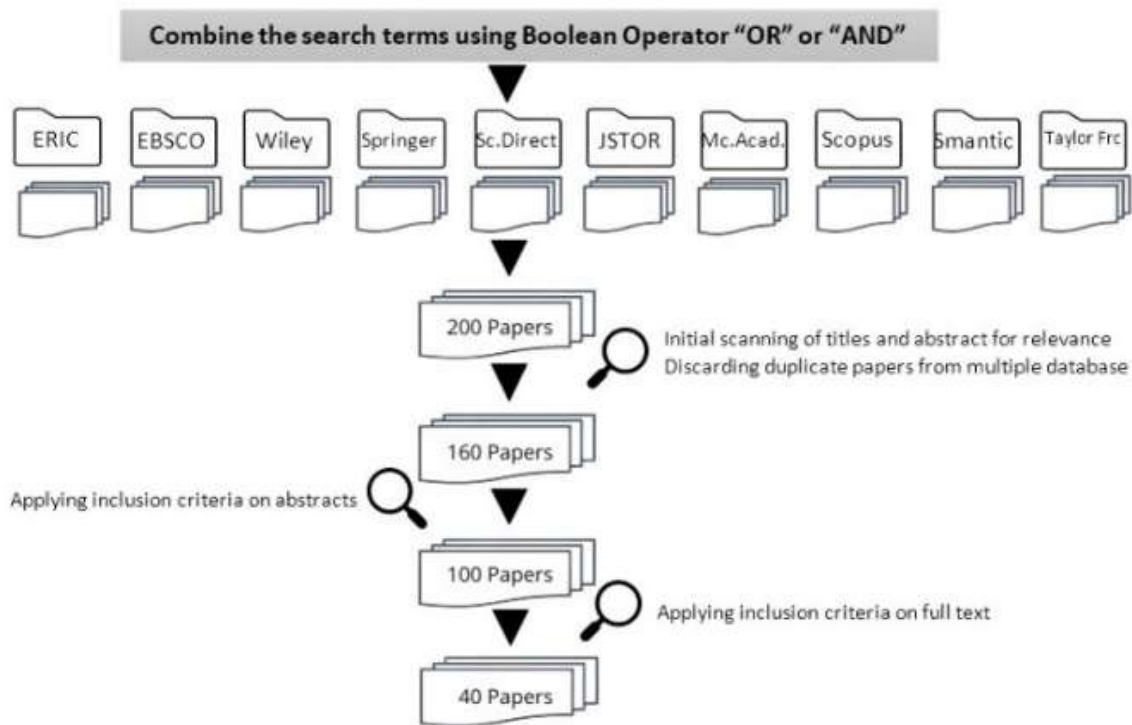 Combine the search terms using Boolean Operator “OR” or “AND”
ERIC
EBSCO
Wiley
Springer
Sc.Direct
JSTOR
Mc.Acad.
Scopus
Smantic
Taylor Frc
200 Papers
Initial scanning of titles and abstract for relevance
Discarding duplicate papers from multiple database
160 Papers
Applying inclusion criteria on abstracts
100 Papers
Applying inclusion criteria on full text
40 Papers